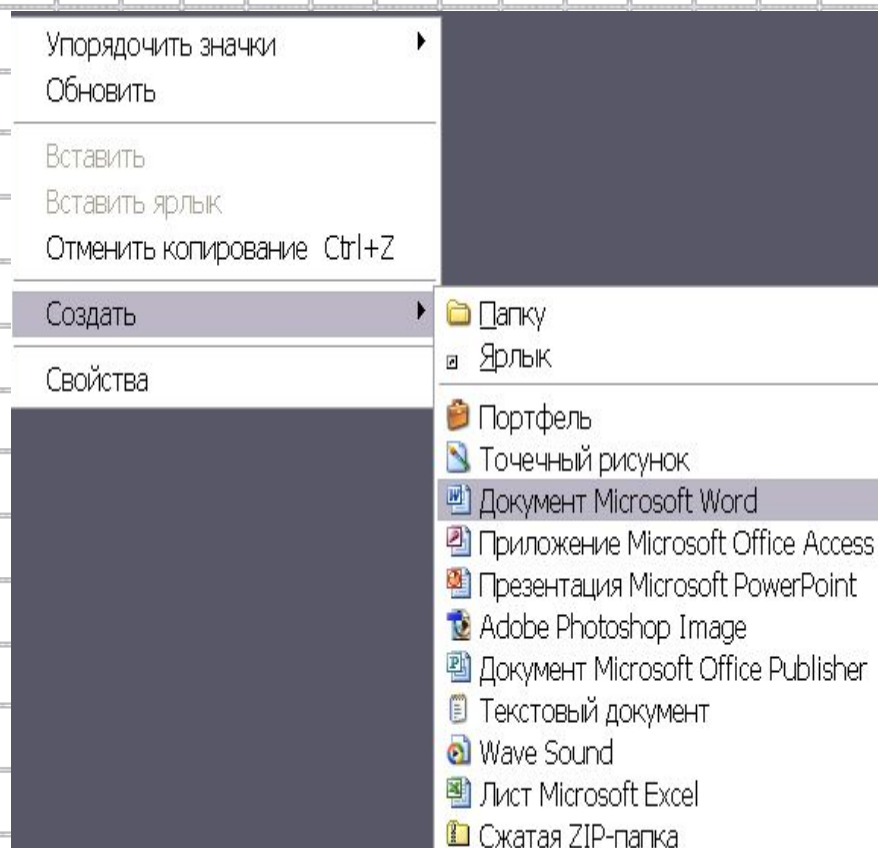 Упорядочить значки
Обновить
Вставить
Вставить ярлык
Отменить копирование Ctrl+Z
Создать
Свойства
Папку
Ярлык
Портфель
Точечный рисунок
Документ Microsoft Word
Приложение Microsoft Office Access
Презентация Microsoft PowerPoint
Adobe Photoshop Image
Документ Microsoft Office Publisher
Текстовый документ
Wave Sound
Лист Microsoft Excel
Сжатая ZIP-папка